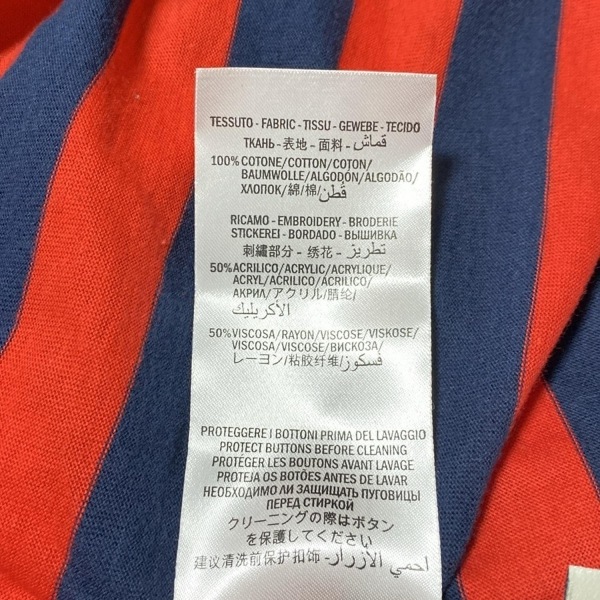 TESSUTO - FABRIC - TISSU - GEWEBE - TECIDO
ТКАНЬ - 表地 - 面料 - قماش
100% COTONE/COTTON/COTON/
BAUMWOLLE/ALGODON/ALGODÃO/
ХЛОПОК/綿/棉/قطن
RICAMO - EMBROIDERY - BRODERIE
STICKEREI - BORDADO - ВЫШИВКА
刺繍部分 - 绣花 - تطريز
50%ACRILICO/ACRYLIC/ACRYLIQUE/
ACRYL/ACRILICO/ACRÍLICO/
АКРИЛ/アクリル/腈纶/
الأكريليك
50%VISCOSA/RAYON/VISCOSE/VISKOSE/
VISCOSA/VISCOSE/ВИСКОЗА/
レーヨン/粘胶纤维/فسكوز
PROTEGGERE I BOTTONI PRIMA DEL LAVAGGIO
PROTECT BUTTONS BEFORE CLEANING
PROTÉGER LES BOUTONS AVANT LAVAGE
PROTEJA OS BOTÕES ANTES DE LAVAR
НЕОБХОДИМО ЛИ ЗАЩИЩАТЬ ПУГОВИЦЫ
ПЕРЕД СТИРКОЙ
クリーニングの際はボタン
を保護してください
建议清洗前保护扣饰 - احمي الأزرار